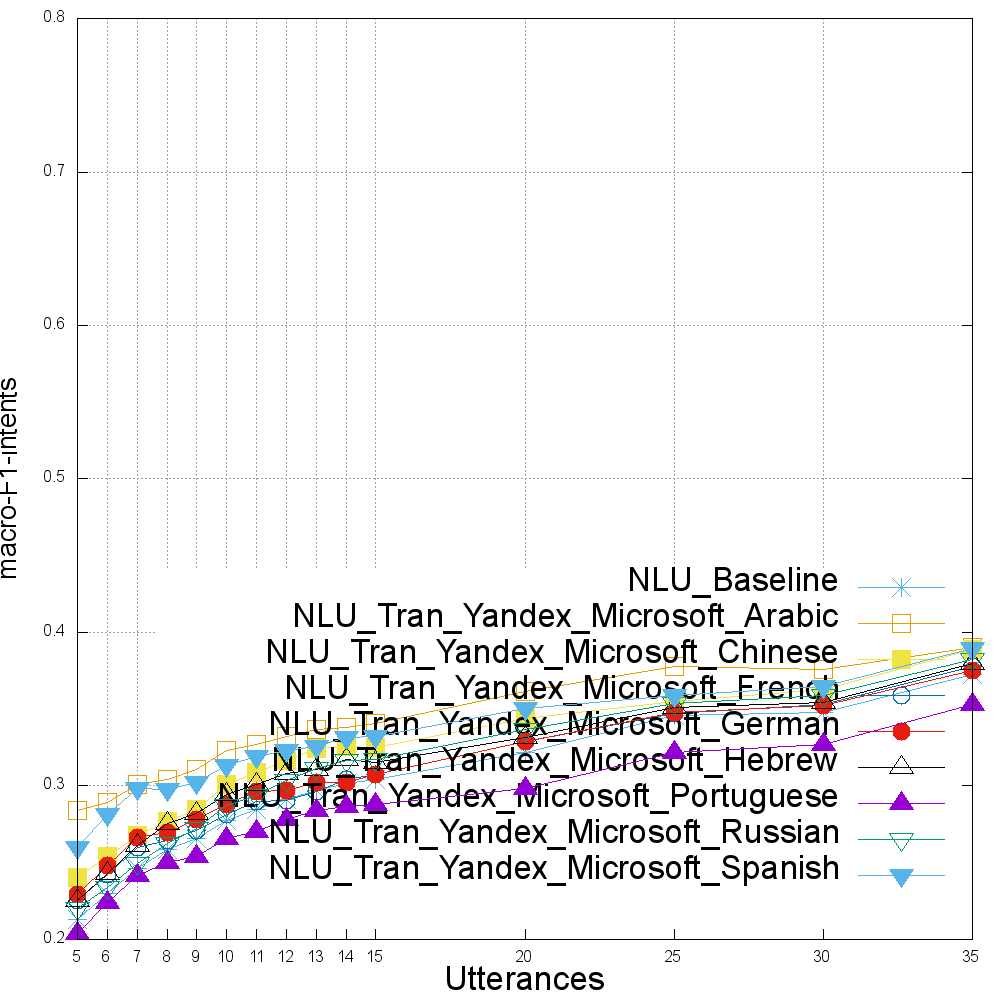 0.8
0.7
0.6
0.5
0.4
0.3
0.2
macro-F1-intents
NLU_Baseline
NLU_Tran_Yandex_Microsoft_Arabic
NLU_Tran_Yandex_Microsoft_Chinese
NLU_Tran_Yandex_Microsoft_French
NLU_Tran_Yandex_Microsoft_German
NLU_Tran_Yandex_Microsoft_Hebrew
NLU_Tran_Yandex_Microsoft_Portuguese
NLU_Tran_Yandex_Microsoft_Russian
NLU_Tran_Yandex_Microsoft_Spanish
5 6 7 8 9 10 11 12 13 14 15 20 25 30 35
Utterances